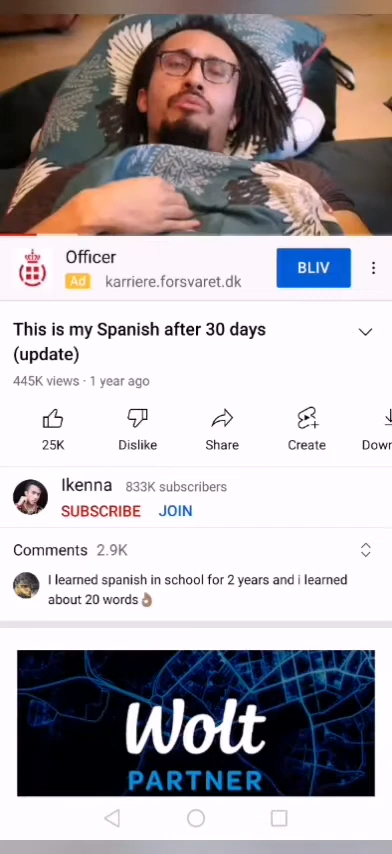 Officer
BLIV
Ad karriere.forsvaret.dk
This is my Spanish after 30 days
(update)
445K views · 1 year ago
25K
Dislike
Share
Create
Down
Ikenna 833K subscribers
SUBSCRIBE JOIN
Comments 2.9K
I learned spanish in school for 2 years and i learned
about 20 words👌🏽
Wolt
PARTNER